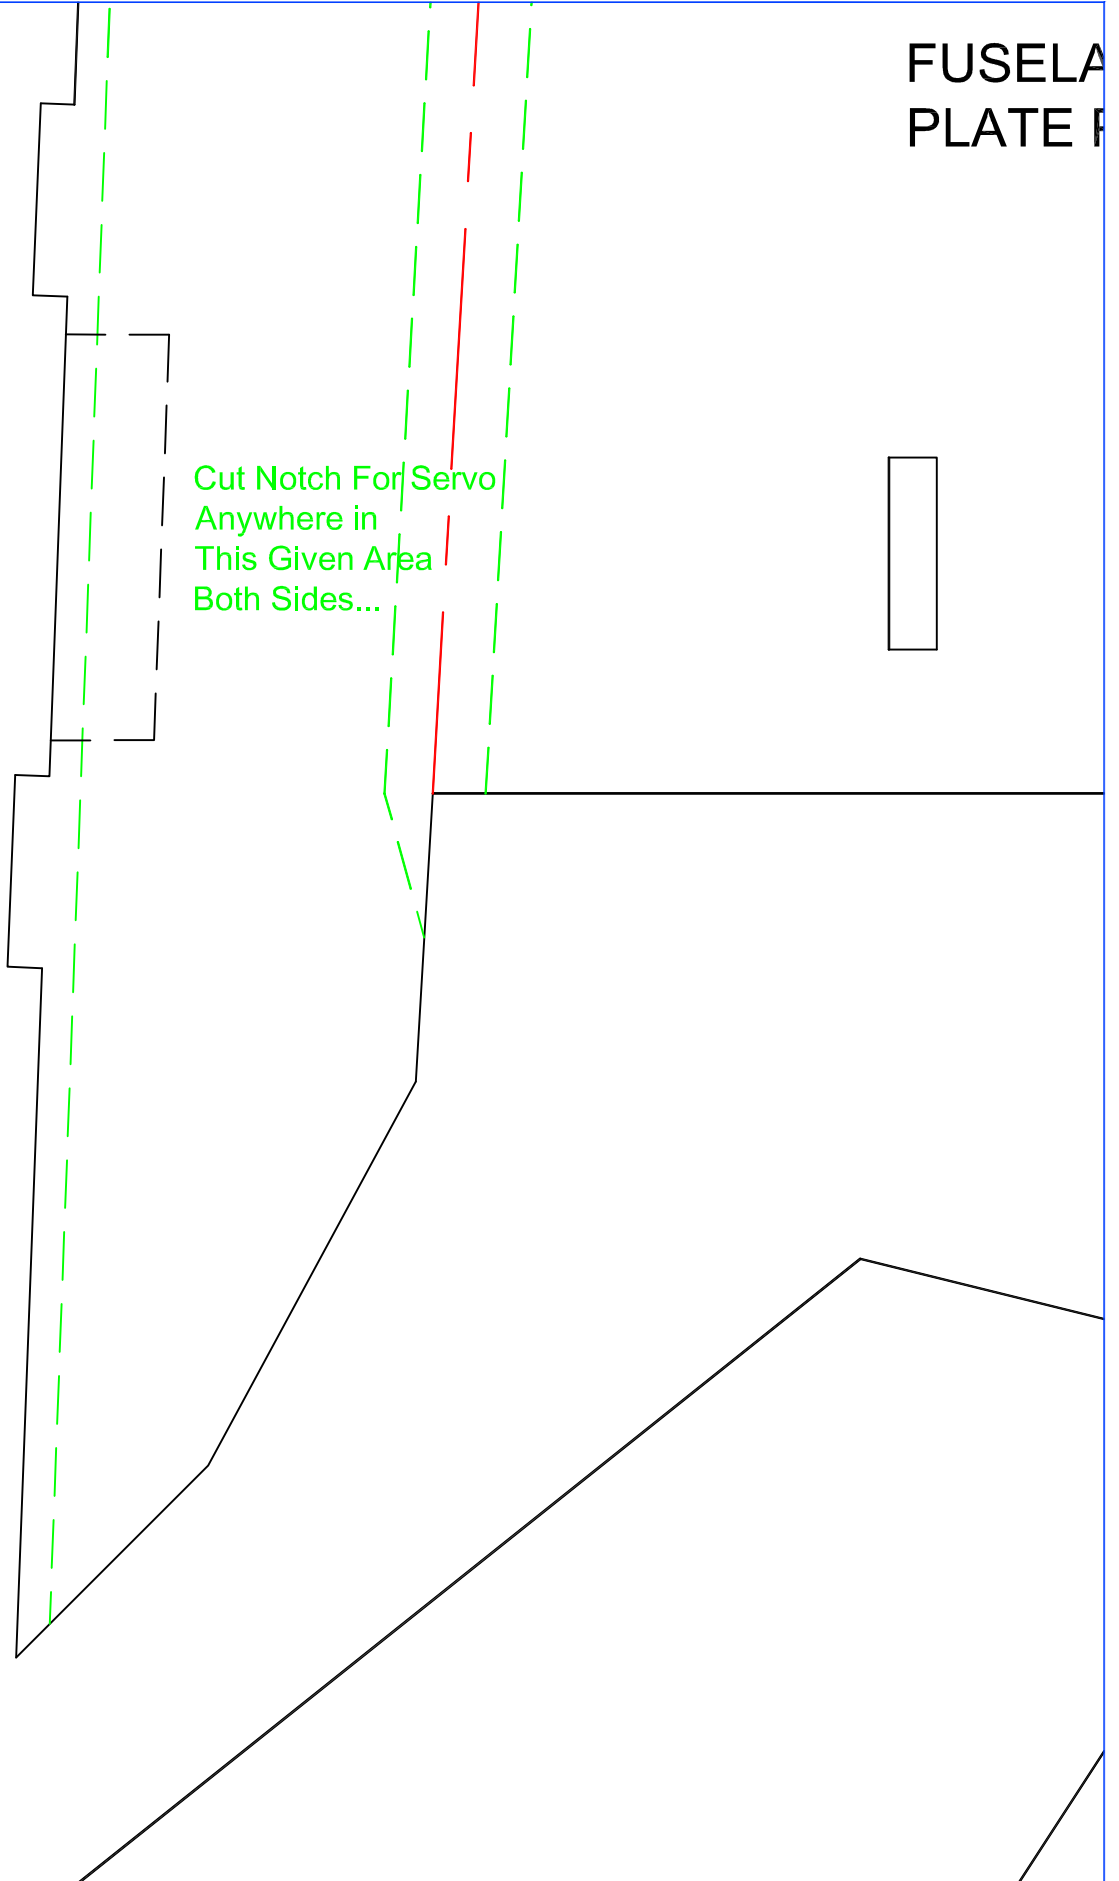 FUSELA
PLATE
Cut Notch For Servo
Anywhere in
This Given Area
Both Sides...